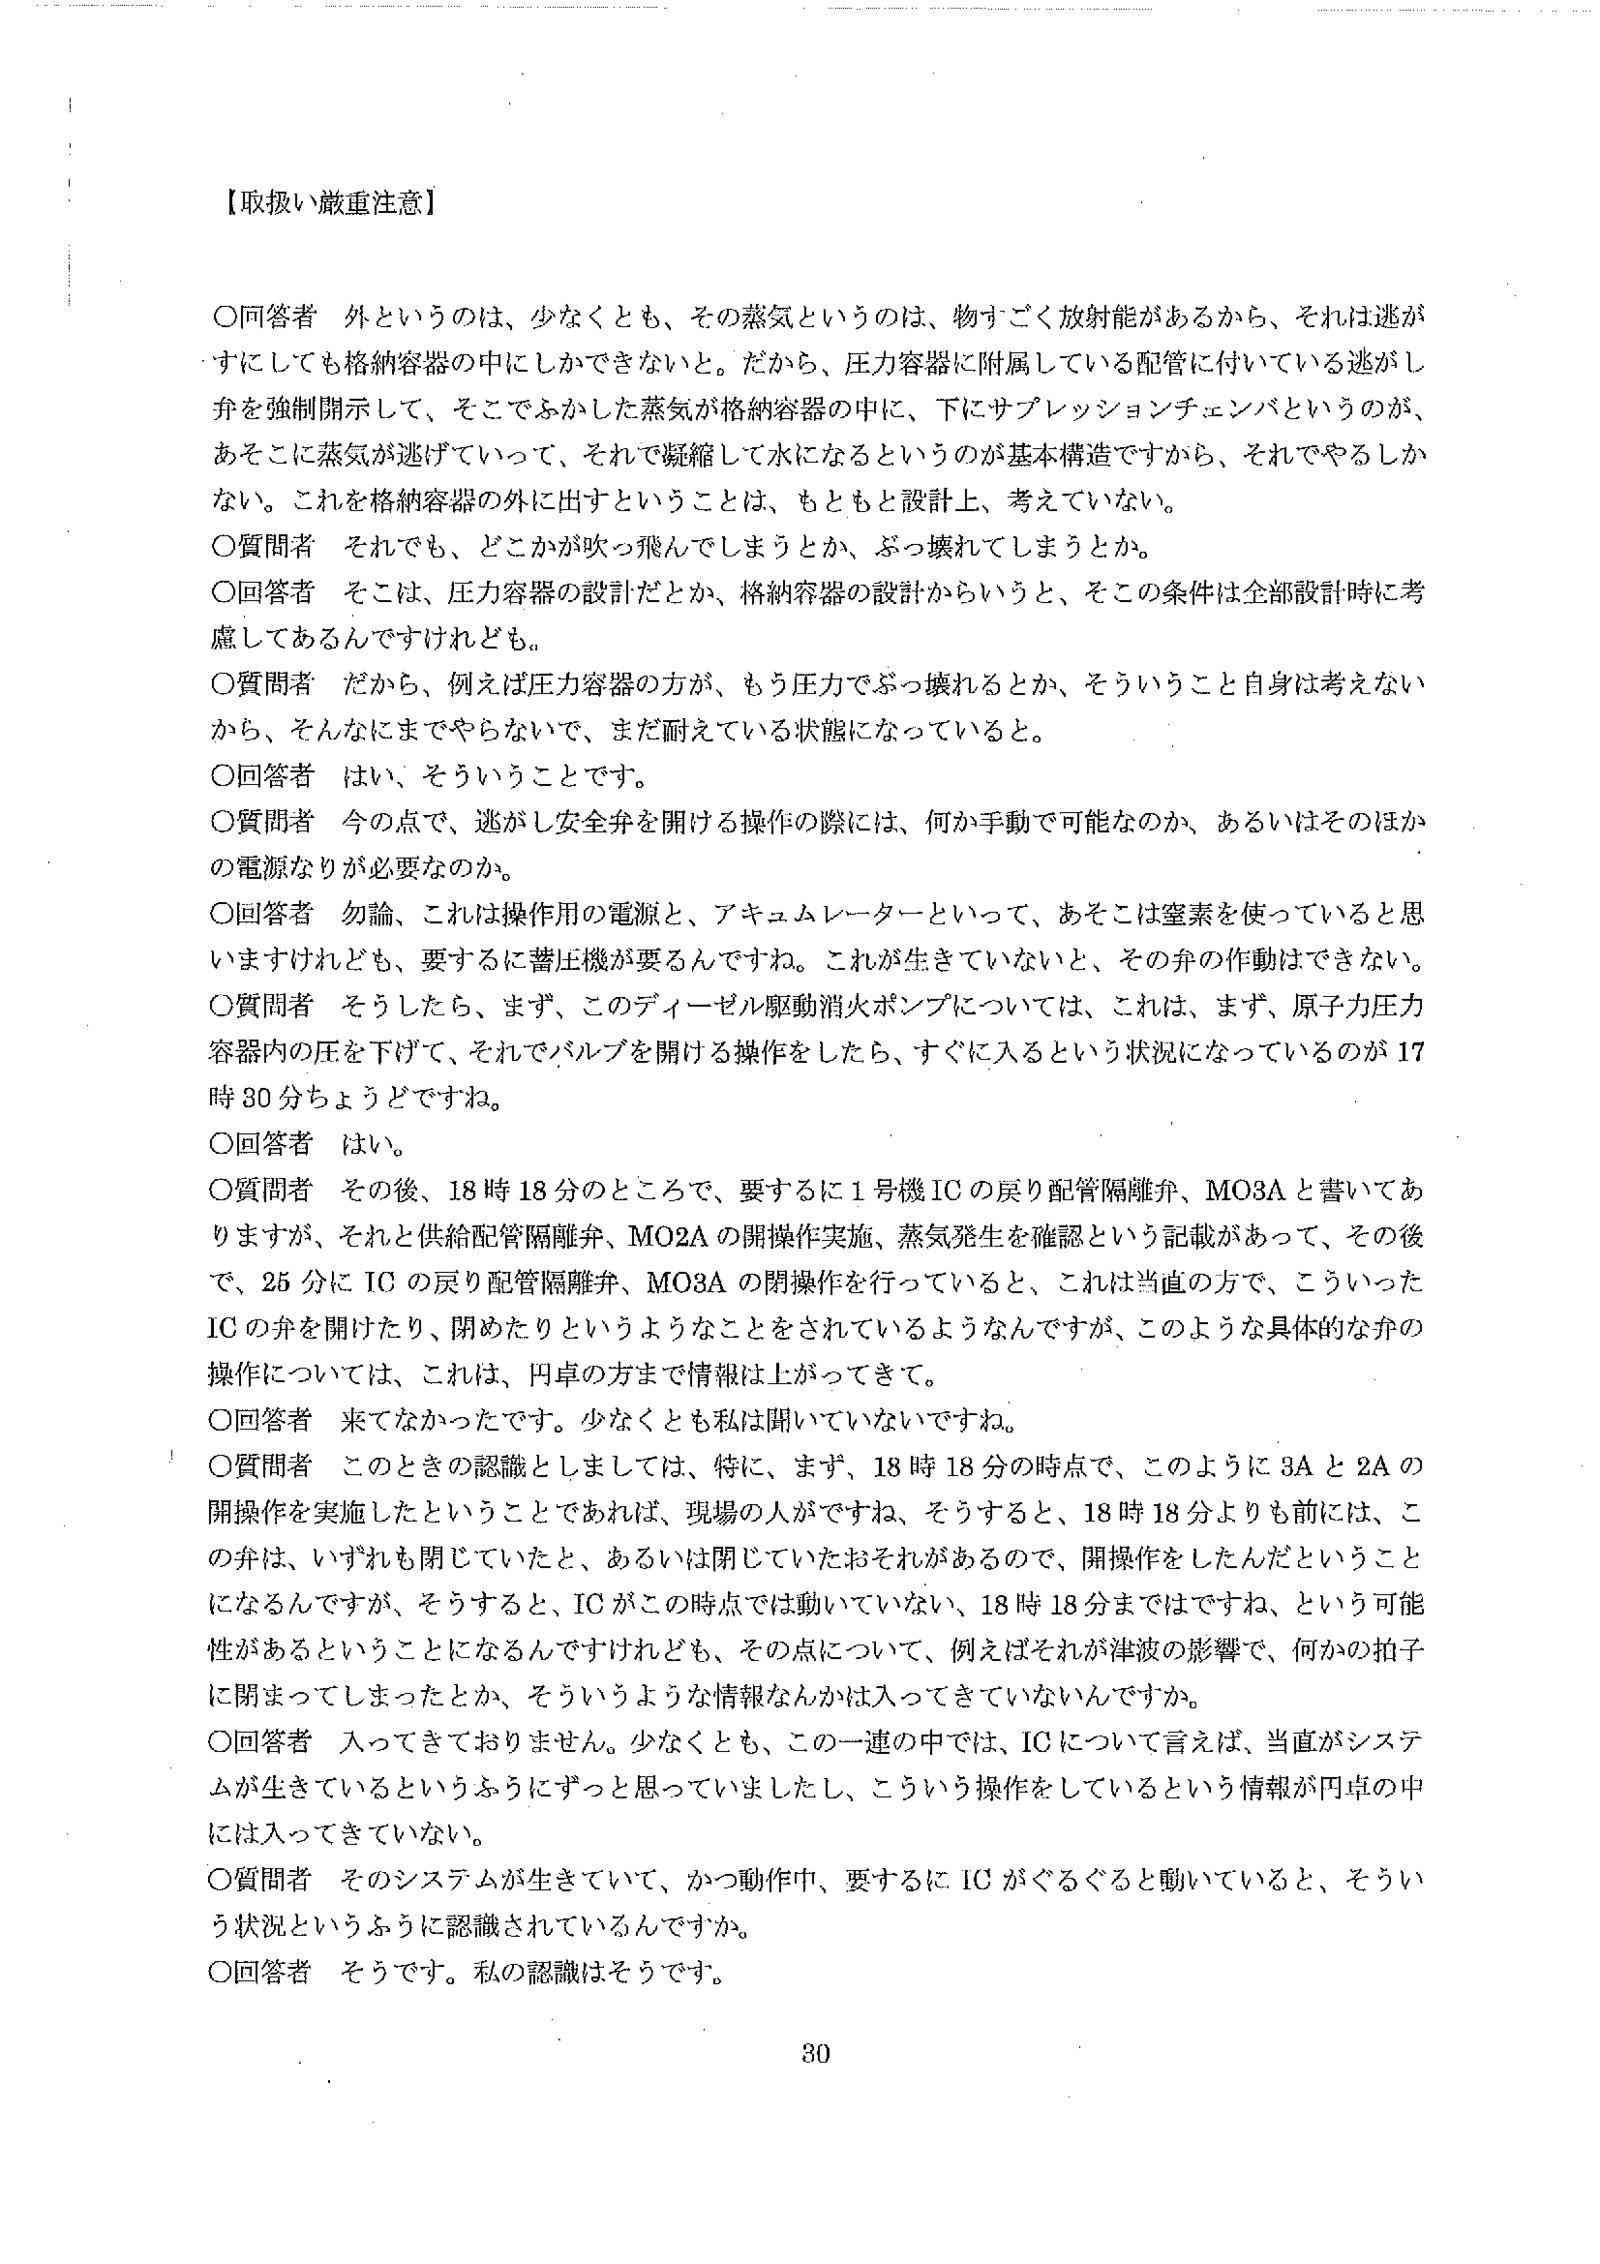 【取扱い厳重注意】
○回答者　外というのは、少なくとも、その蒸気というのは、物すごく放射能があるから、それは逃が
すにしても格納容器の中にしかできないと。だから、圧力容器に附属している配管に付いている逃がし
弁を強制開示して、そこでふかした蒸気が格納容器の中に、下にサプレッションチェンバというのが、
あそこに蒸気が逃げていって、それで凝縮して水になるというのが基本構造ですから、それでやるしか
ない。これを格納容器の外に出すということは、もともと設計上、考えていない。
○質問者　それでも、どこかが吹っ飛んでしまうとか、ぶっ壊れてしまうとか。
○回答者　そこは、圧力容器の設計だとか、格納容器の設計からいうと、そこの条件は全部設計時に考
慮してあるんですけれども。
○質問者　だから、例えば圧力容器の方が、もう圧力でぶっ壊れるとか、そういうこと自身は考えない
から、そんなにまでやらないで、まだ耐えている状態になっていると。
○回答者　はい、そういうことです。
○質問者　今の点で、逃がし安全弁を開ける操作の際には、何か手動で可能なのか、あるいはそのほか
の電源なりが必要なのか。
○回答者　勿論、これは操作用の電源と、アキュムレーターといって、あそこは窒素を使っていると思
いますけれども、要するに蓄圧機が要るんですね。これが生きていないと、その弁の作動はできない。
○質問者　そうしたら、まず、このディーゼル駆動消火ポンプについては、これは、まず、原子力圧力
容器内の圧を下げて、それでバルブを開ける操作をしたら、すぐに入るという状況になっているのが 17
時 30 分ちょうどですね。
○回答者　はい。
○質問者　その後、18 時 18 分のところで、要するに 1 号機 IC の戻り配管隔離弁、MO3A と書いてあ
りますが、それと供給配管隔離弁、MO2A の開操作実施、蒸気発生を確認という記載があって、その後
で、25 分に IC の戻り配管隔離弁、MO3A の閉操作を行っていると、これは当直の方で、こういった
IC の弁を開けたり、閉めたりというようなことをされているようなんですが、このような具体的な弁の
操作については、これは、円卓の方まで情報は上がってきて。
○回答者　来てなかったです。少なくとも私は聞いていないですね。
○質問者　このときの認識としましては、特に、まず、18 時 18 分の時点で、このように 3A と 2A の
開操作を実施したということであれば、現場の人がですね、そうすると、18 時 18 分よりも前には、こ
の弁は、いずれも閉じていたと、あるいは閉じていたおそれがあるので、開操作をしたんだということ
になるんですが、そうすると、IC がこの時点では動いていない、18 時 18 分まではですね、という可能
性があるということになるんですけれども、その点について、例えばそれが津波の影響で、何かの拍子
に閉まってしまったとか、そういうような情報なんかは入ってきていないんですか。
○回答者　入ってきておりません。少なくとも、この一連の中では、IC について言えば、当直がシステ
ムが生きているというふうにずっと思っていましたし、こういう操作をしているという情報が円卓の中
には入ってきていない。
○質問者　そのシステムが生きていて、かつ動作中、要するに IC がぐるぐると動いていると、そうい
う状況というふうに認識されているんですか。
○回答者　そうです。私の認識はそうです。
30